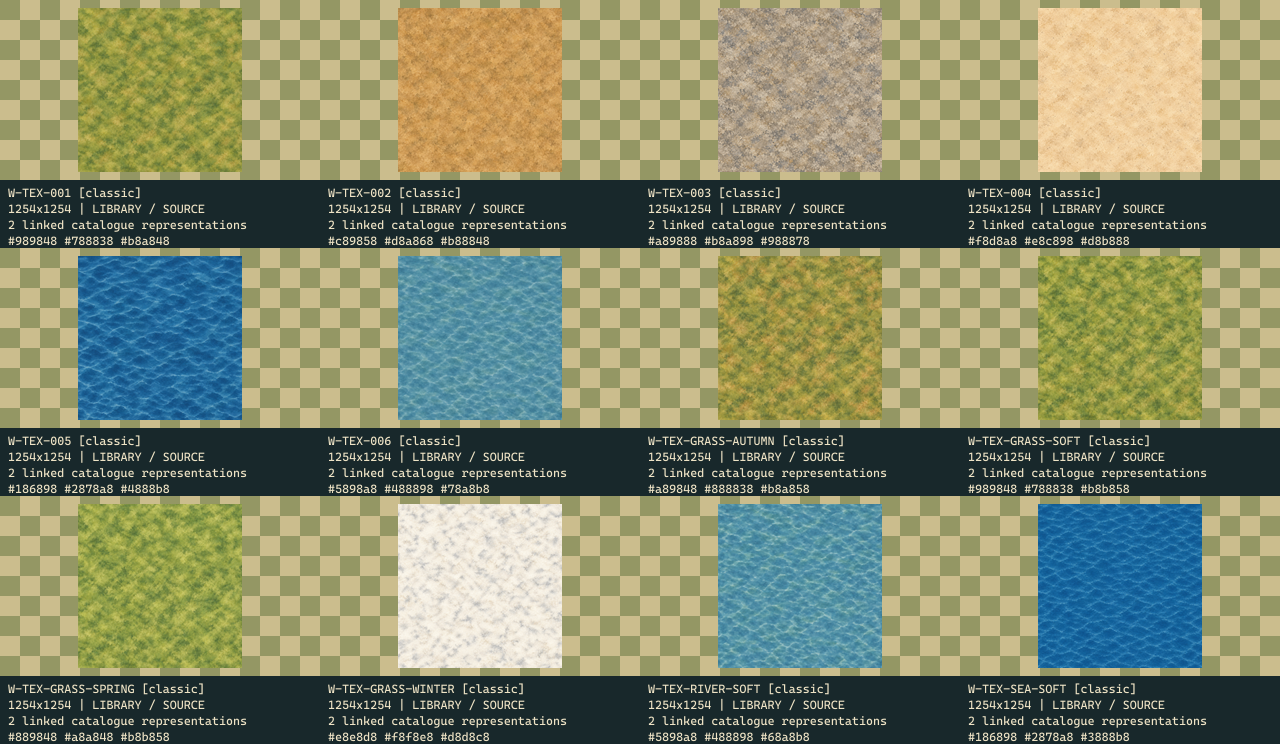 W-TEX-001 [classic]
1254x1254 | LIBRARY / SOURCE
2 linked catalogue representations
#989848 #788838 #b8a848
W-TEX-002 [classic]
1254x1254 | LIBRARY / SOURCE
2 linked catalogue representations
#c89858 #d8a868 #b88848
W-TEX-003 [classic]
1254x1254 | LIBRARY / SOURCE
2 linked catalogue representations
#a89888 #b8a898 #988878
W-TEX-004 [classic]
1254x1254 | LIBRARY / SOURCE
2 linked catalogue representations
#f8d8a8 #e8c898 #d8b888
W-TEX-005 [classic]
1254x1254 | LIBRARY / SOURCE
2 linked catalogue representations
#186898 #2878a8 #4888b8
W-TEX-006 [classic]
1254x1254 | LIBRARY / SOURCE
2 linked catalogue representations
#5898a8 #488898 #78a8b8
W-TEX-GRASS-AUTUMN [classic]
1254x1254 | LIBRARY / SOURCE
2 linked catalogue representations
#a89848 #888838 #b8a858
W-TEX-GRASS-SOFT [classic]
1254x1254 | LIBRARY / SOURCE
2 linked catalogue representations
#989848 #788838 #b8b858
W-TEX-GRASS-SPRING [classic]
1254x1254 | LIBRARY / SOURCE
2 linked catalogue representations
#889848 #a8a848 #b8b858
W-TEX-GRASS-WINTER [classic]
1254x1254 | LIBRARY / SOURCE
2 linked catalogue representations
#e8e8d8 #f8f8e8 #d8d8c8
W-TEX-RIVER-SOFT [classic]
1254x1254 | LIBRARY / SOURCE
2 linked catalogue representations
#5898a8 #488898 #68a8b8
W-TEX-SEA-SOFT [classic]
1254x1254 | LIBRARY / SOURCE
2 linked catalogue representations
#186898 #2878a8 #3888b8